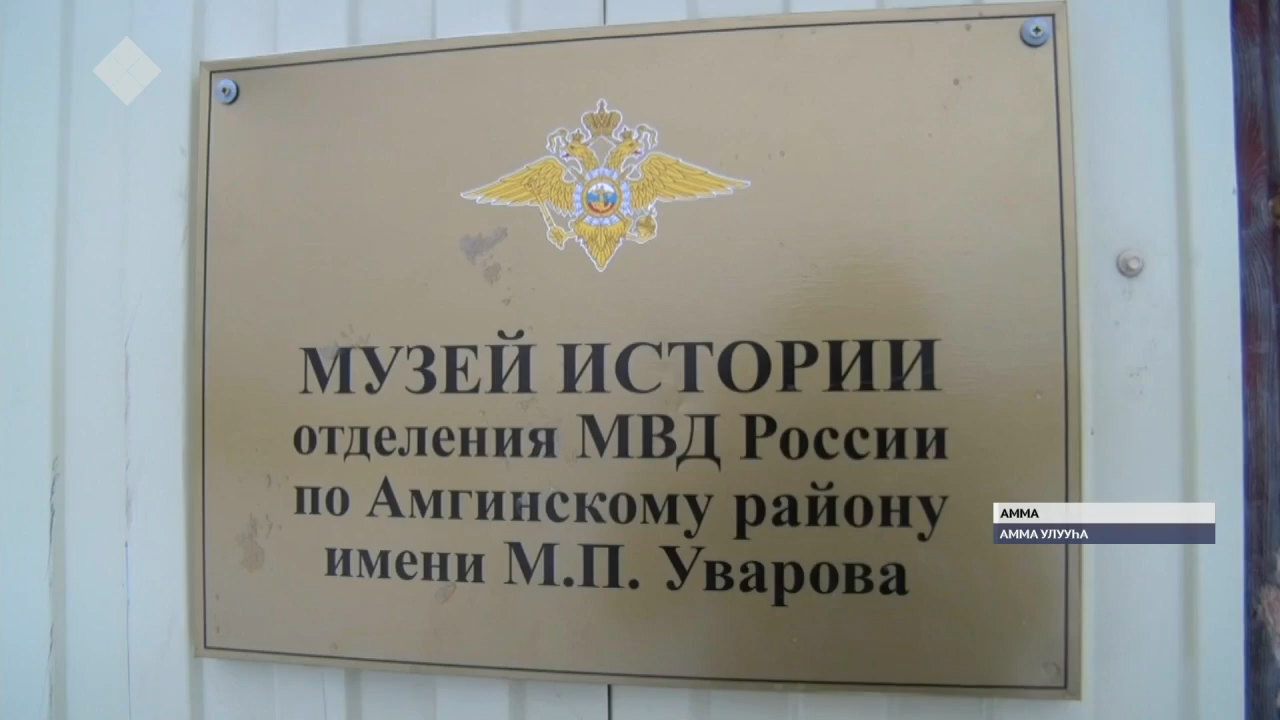 МУЗЕЙ ИСТОРИИ
отделения МВД России
по Амгинскому району
имени М.П. Уварова
АММА
АММА УЛУУҺА